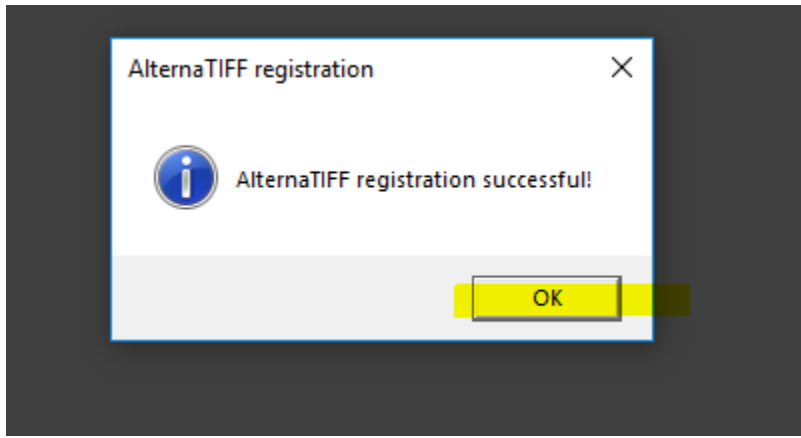 AlternaTIFF registration
AlternaTIFF registration successful!
OK